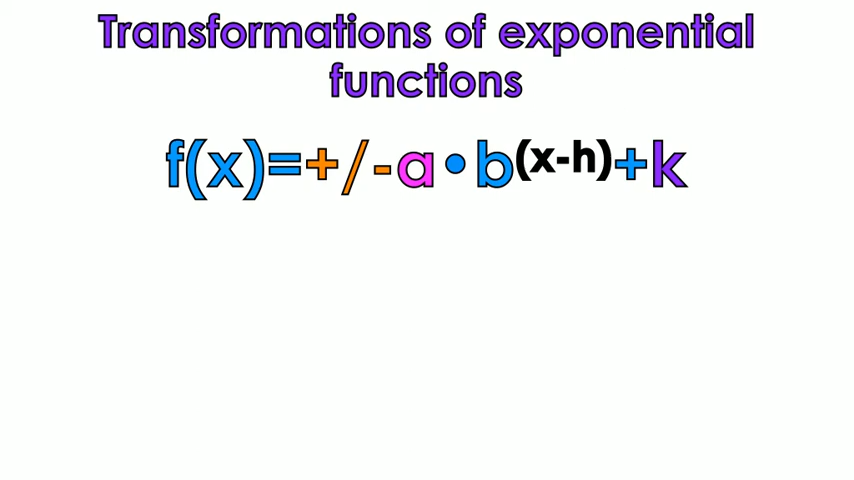 Transformations of exponential
functions
f(x)=+/-a•b(x-h)+k